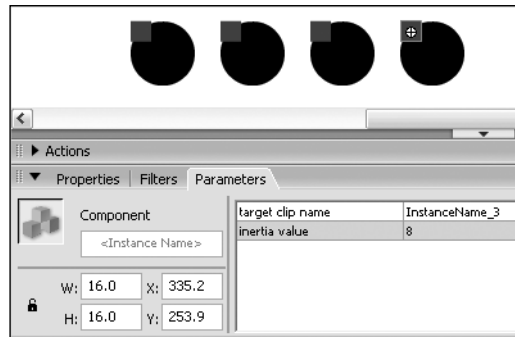 Actions
Properties | Filters | Parameters
Component
<Instance Name>
target clip name InstanceName_3
inertia value 8
W: 16.0 X: 335.2
H: 16.0 Y: 253.9